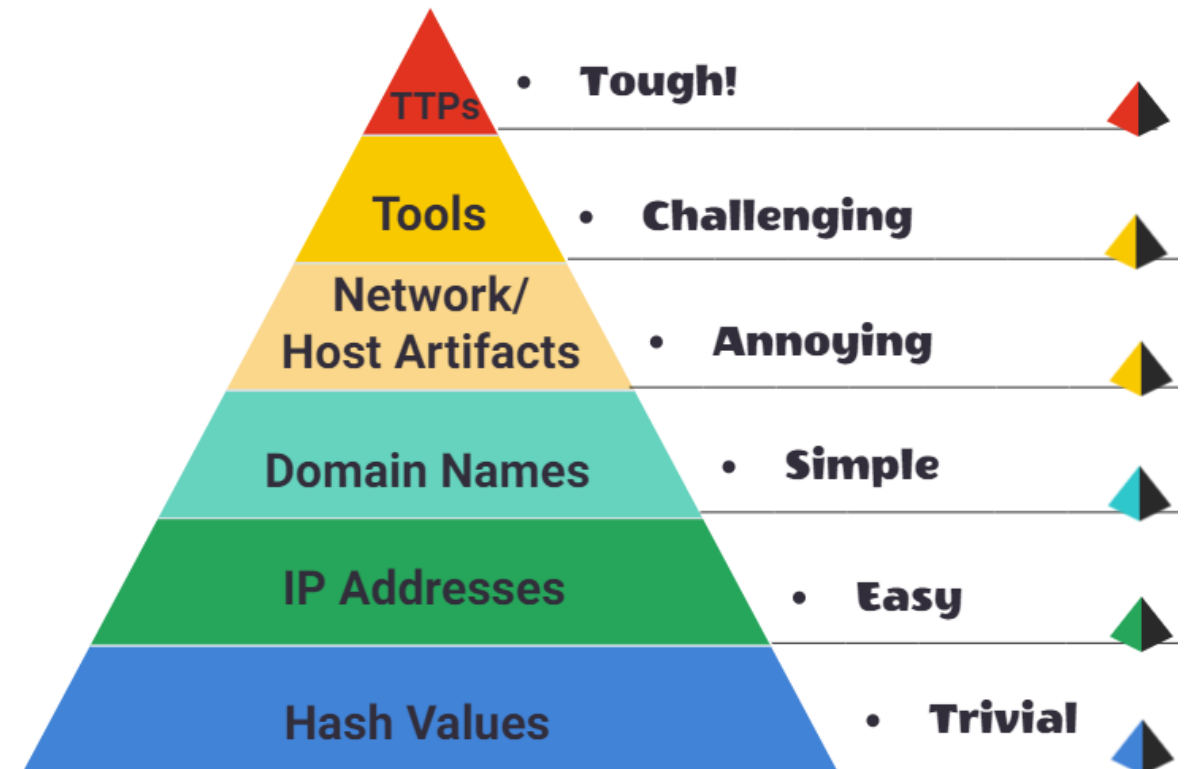 TTPs
• Tough!
Tools
• Challenging
Network/
Host Artifacts
• Annoying
Domain Names
• Simple
IP Addresses
• Easy
Hash Values
• Trivial